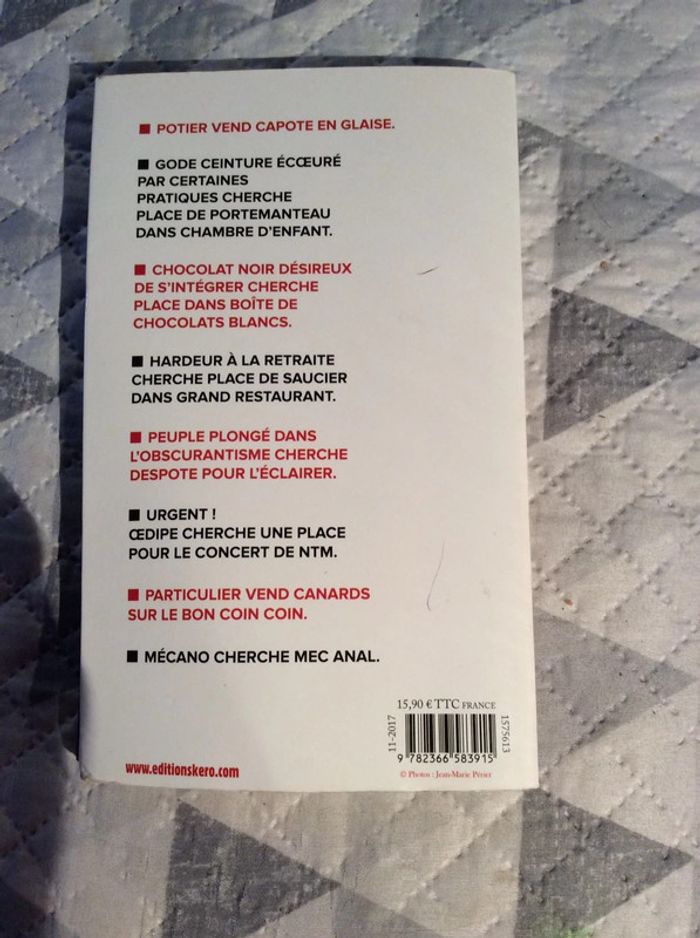 ■ POTIER VEND CAPOTE EN GLAISE.
■ GODE CEINTURE ÉCŒURÉ
PAR CERTAINES
PRATIQUES CHERCHE
PLACE DE PORTEMANTEAU
DANS CHAMBRE D'ENFANT.
■ CHOCOLAT NOIR DÉSIREUX
DE S'INTÉGRER CHERCHE
PLACE DANS BOÎTE DE
CHOCOLATS BLANCS.
■ HARDEUR À LA RETRAITE
CHERCHE PLACE DE SAUCIER
DANS GRAND RESTAURANT.
■ PEUPLE PLONGÉ DANS
L'OBSCURANTISME CHERCHE
DESPOTE POUR L'ÉCLAIRER.
■ URGENT !
ŒDIPE CHERCHE UNE PLACE
POUR LE CONCERT DE NTM.
■ PARTICULIER VEND CANARDS
SUR LE BON COIN COIN.
■ MÉCANO CHERCHE MEC ANAL.
15,90 € TTC FRANCE
11-2017
1575613
9 782366 583915
www.editionskero.com
© Photos : Jean-Marie Périer